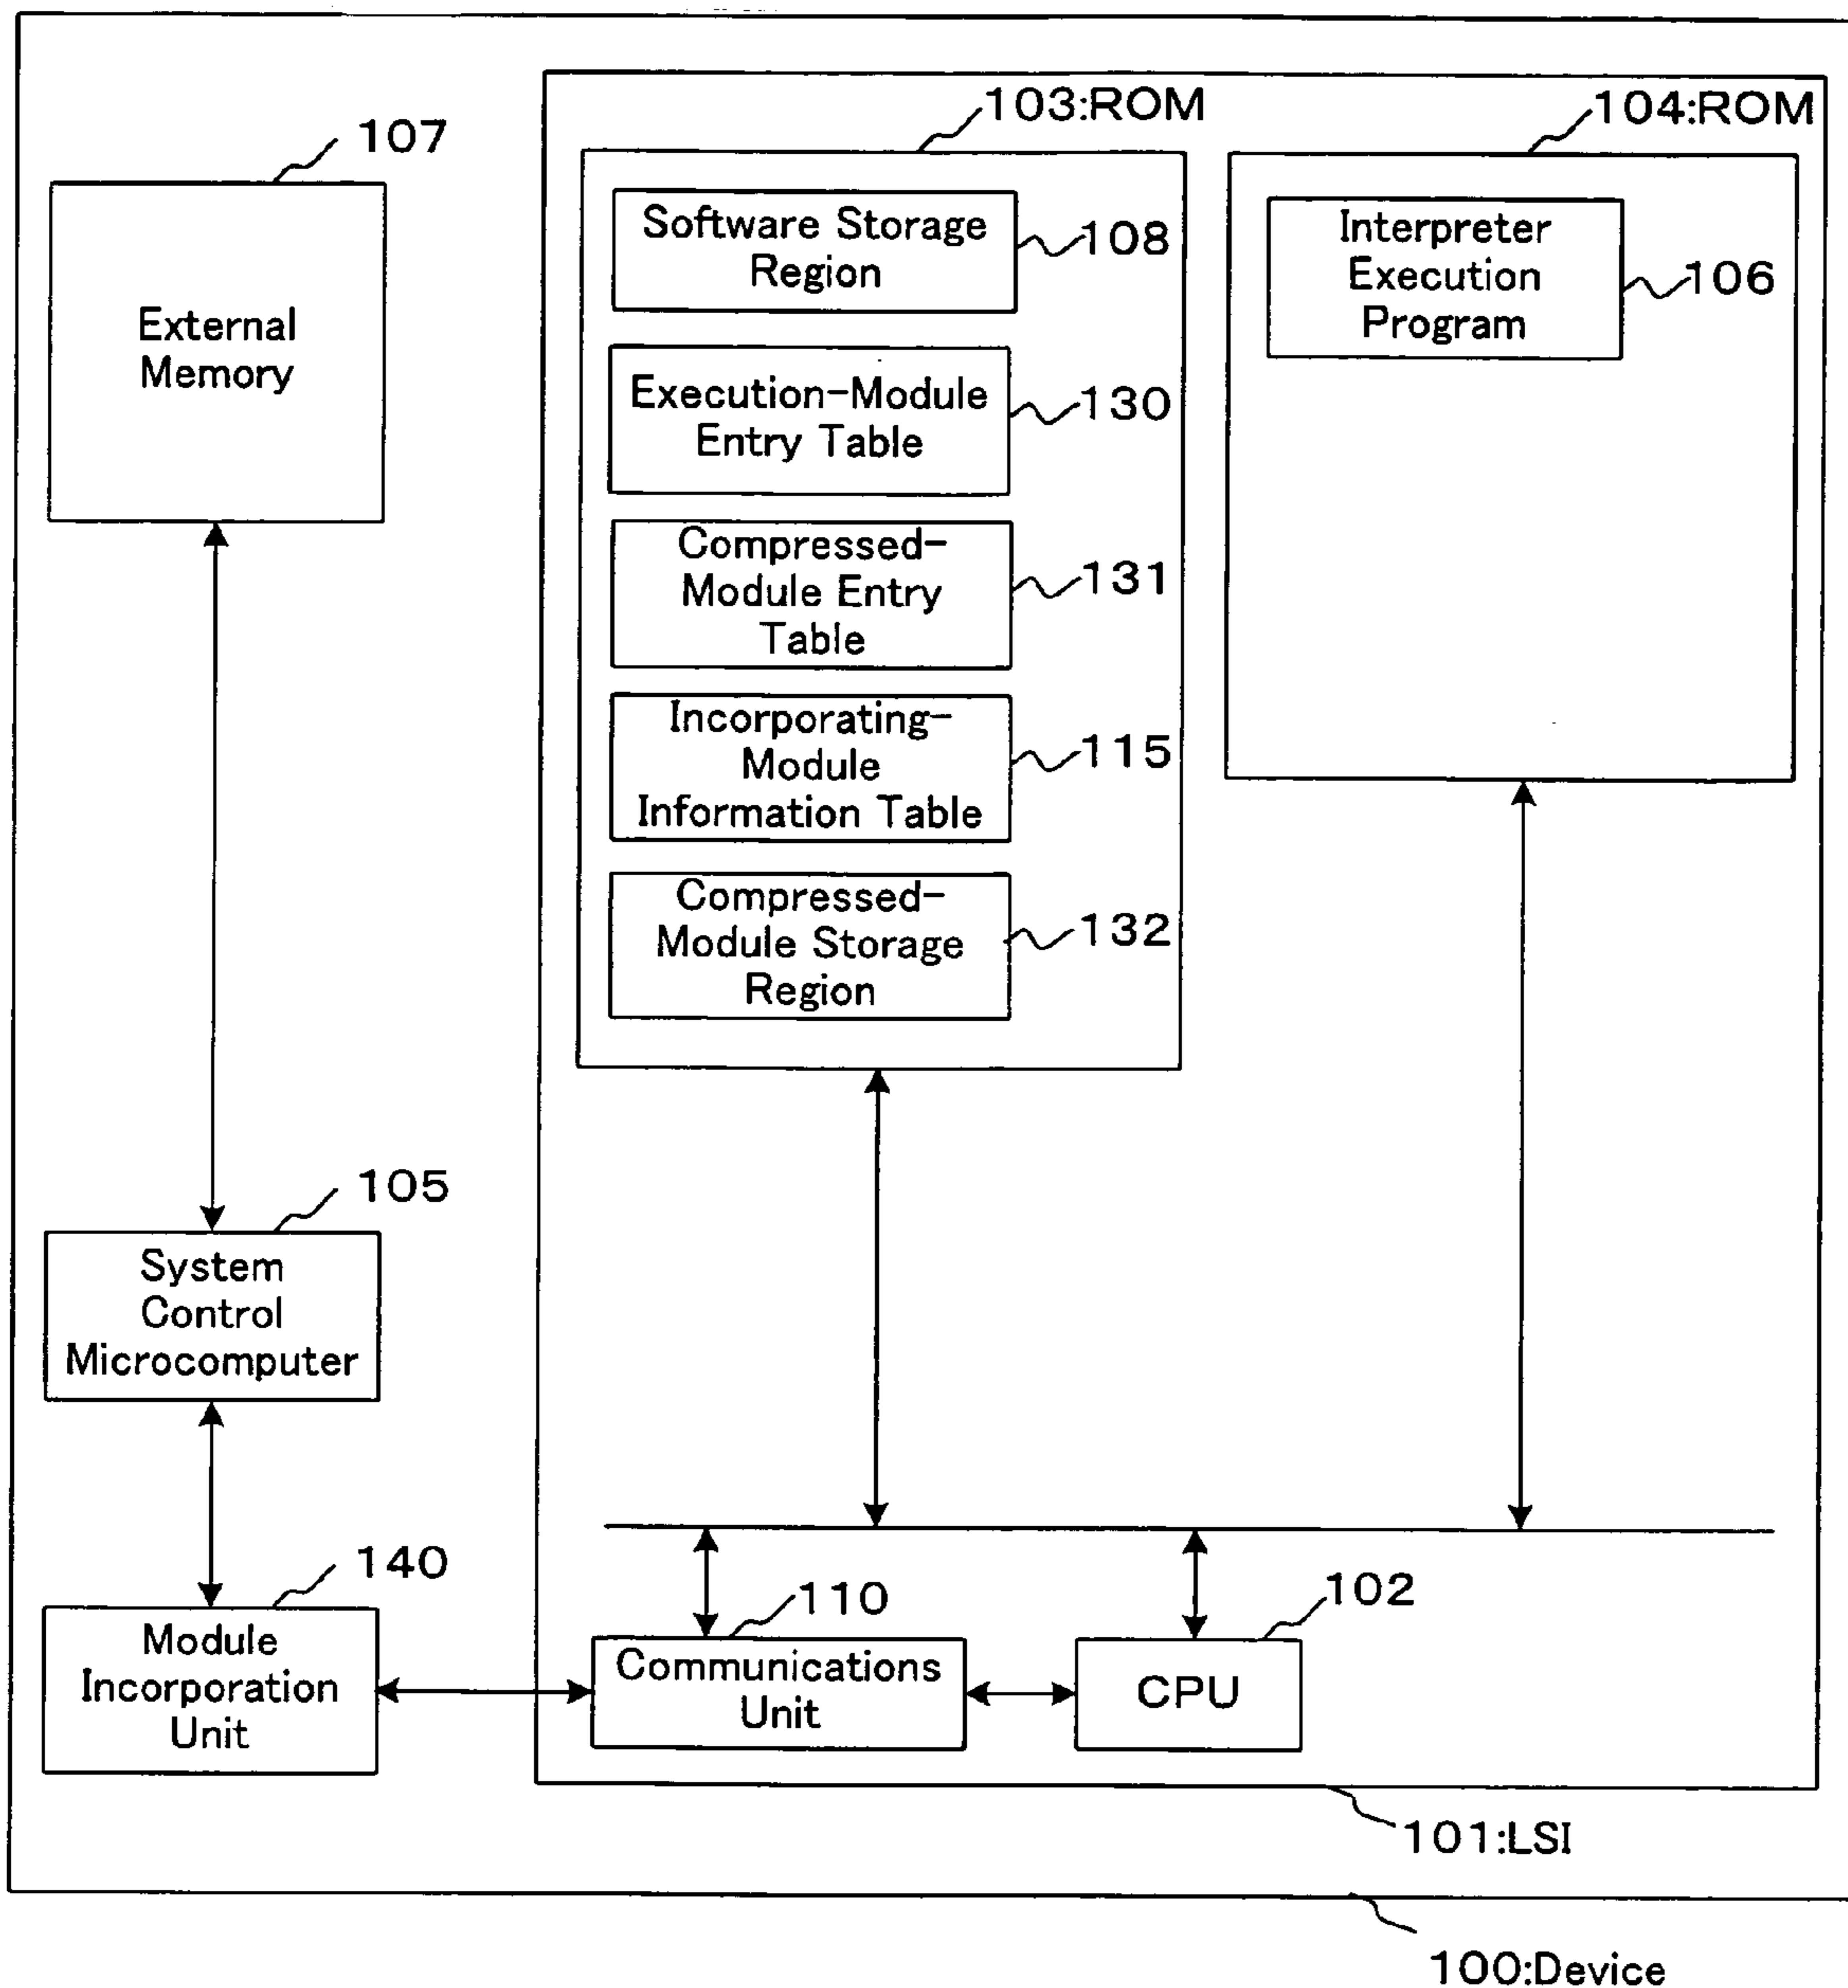 107
External
Memory
103:ROM
Software Storage
Region
108
Execution-Module
Entry Table
130
Compressed-
Module Entry
Table
131
Incorporating-
Module
Information Table
115
Compressed-
Module Storage
Region
132
104:ROM
Interpreter
Execution
Program
106
105
System
Control
Microcomputer
140
Module
Incorporation
Unit
110
Communications
Unit
102
CPU
101:LSI
100:Device